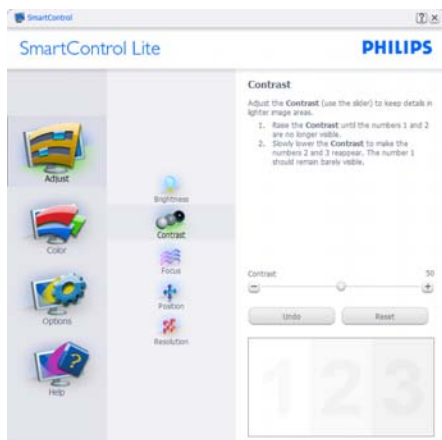 SmartControl
SmartControl Lite
PHILIPS
Adjust
Color
Options
Help
Brightness
Contrast
Focus
Position
Resolution
Contrast
Adjust the Contrast (use the slider) to keep details in
lighter image areas.
1. Raise the Contrast until the numbers 1 and 2
are no longer visible.
2. Slowly lower the Contrast to make the
numbers 2 and 3 reappear. The number 1
should remain barely visible.
Contrast 50
Undo Reset
1 2 3